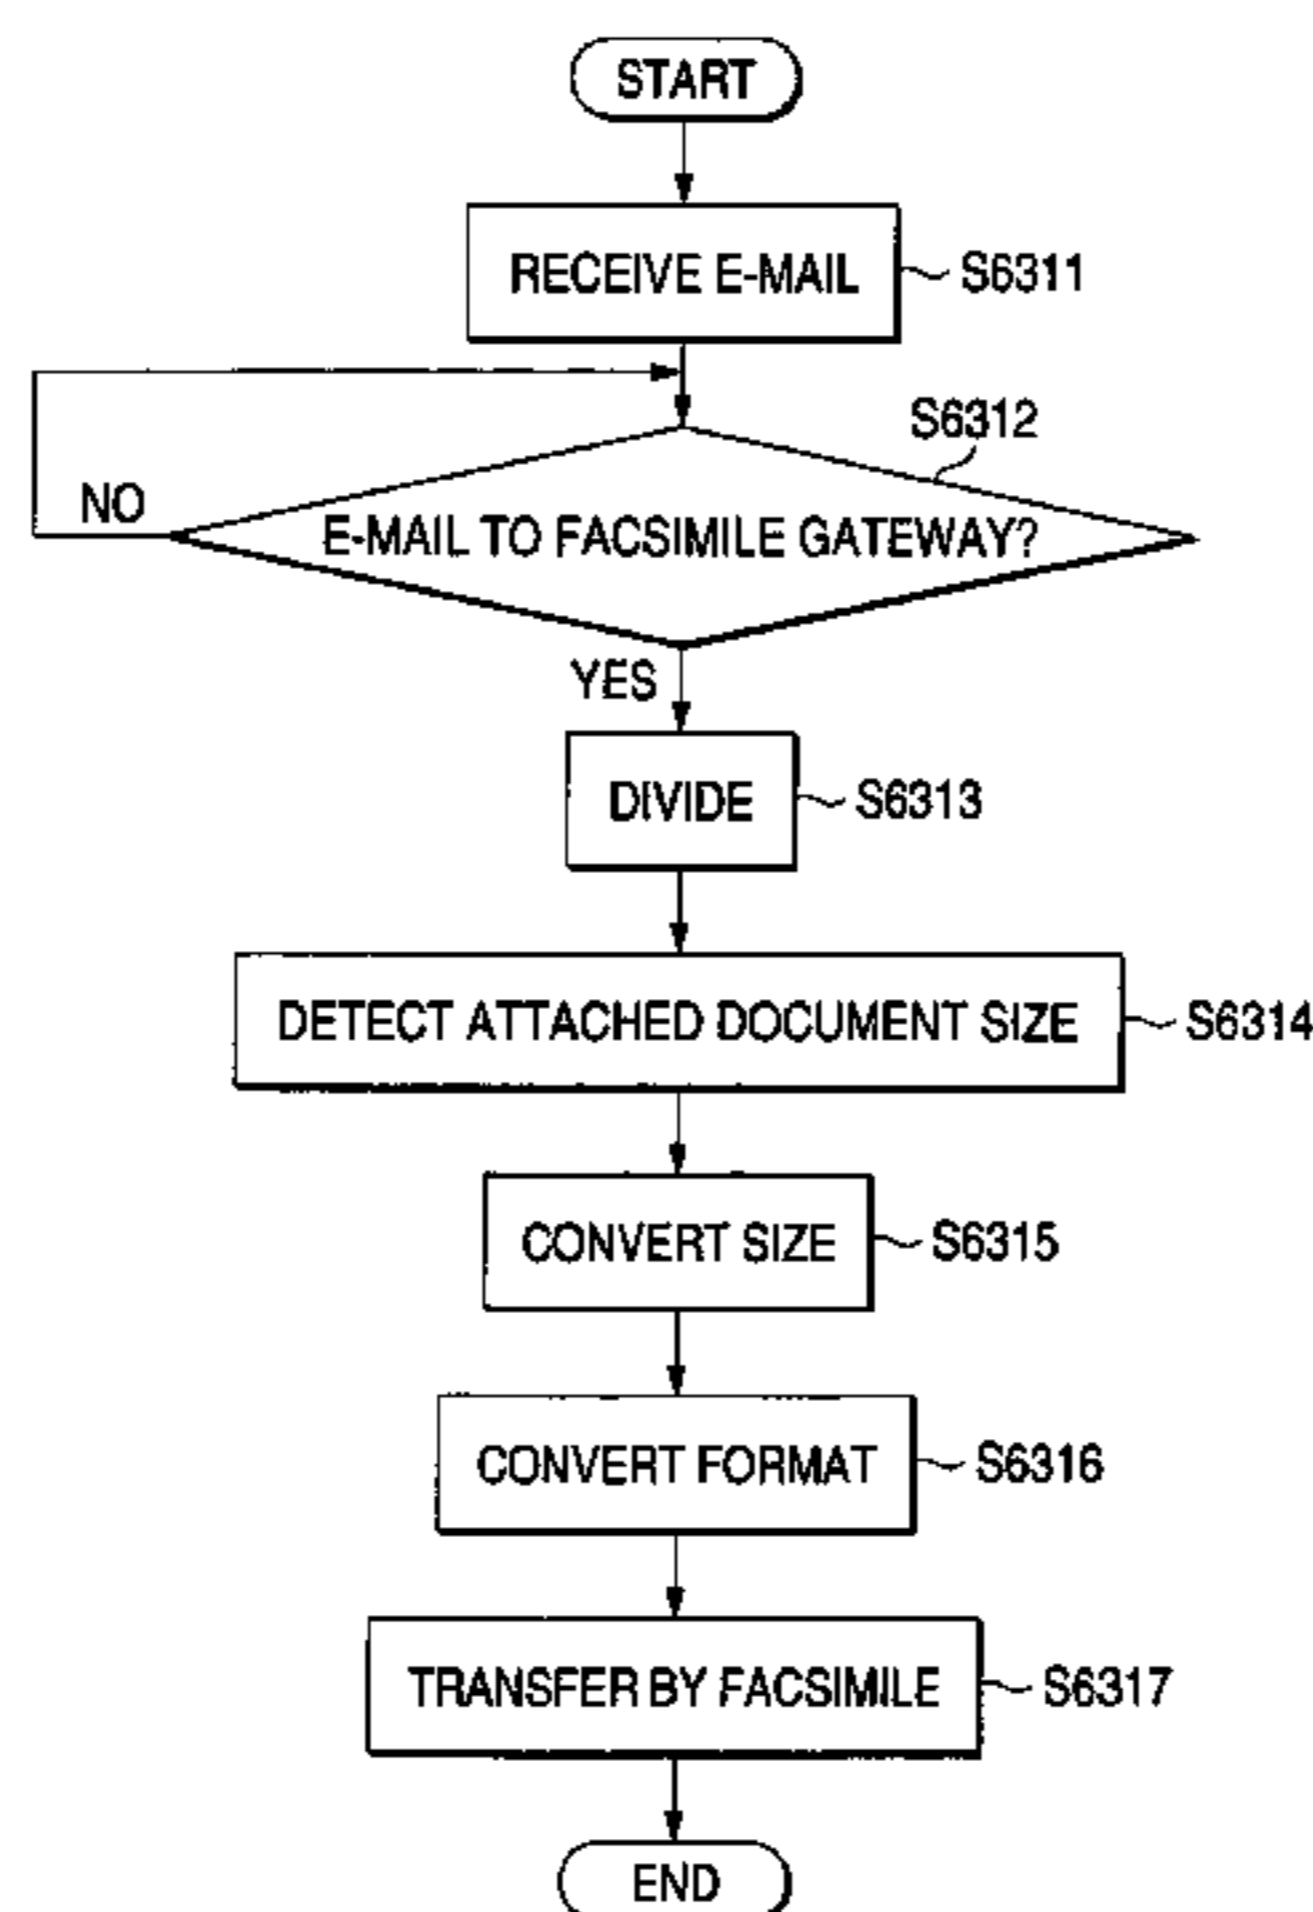 START
RECEIVE E-MAIL
S6311
S6312
NO
E-MAIL TO FACSIMILE GATEWAY?
YES
DIVIDE
S6313
DETECT ATTACHED DOCUMENT SIZE
S6314
CONVERT SIZE
S6315
CONVERT FORMAT
S6316
TRANSFER BY FACSIMILE
S6317
END